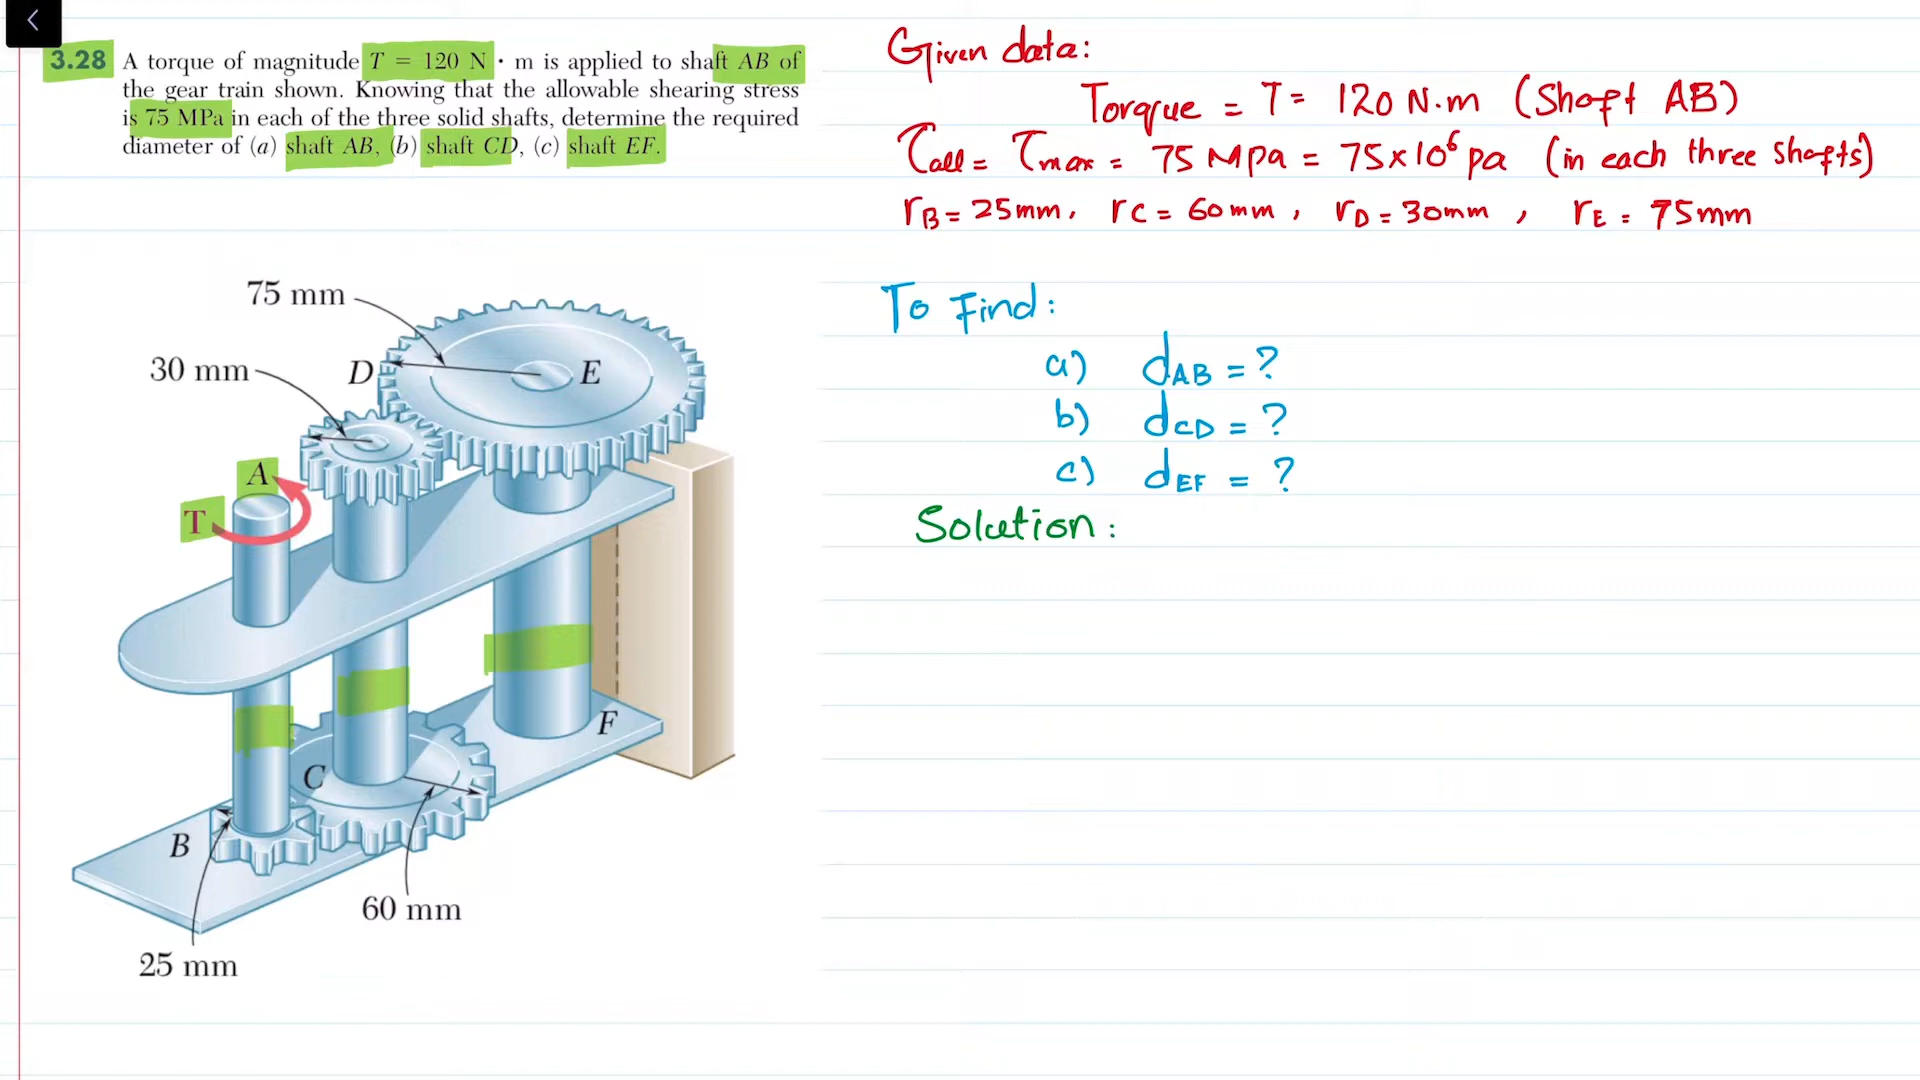 3.28 A torque of magnitude T = 120 N · m is applied to shaft AB of
the gear train shown. Knowing that the allowable shearing stress
is 75 MPa in each of the three solid shafts, determine the required
diameter of (a) shaft AB, (b) shaft CD, (c) shaft EF.
Given data:
Torque = T = 120 N.m (Shaft AB)
τall = τmax = 75 MPa = 75×10⁶ pa (in each three shafts)
rB = 25mm, rC = 60mm, rD = 30mm, rE = 75mm
To Find:
a) dAB = ?
b) dCD = ?
c) dEF = ?
Solution:
75 mm
30 mm
D
E
A
T
F
C
B
60 mm
25 mm